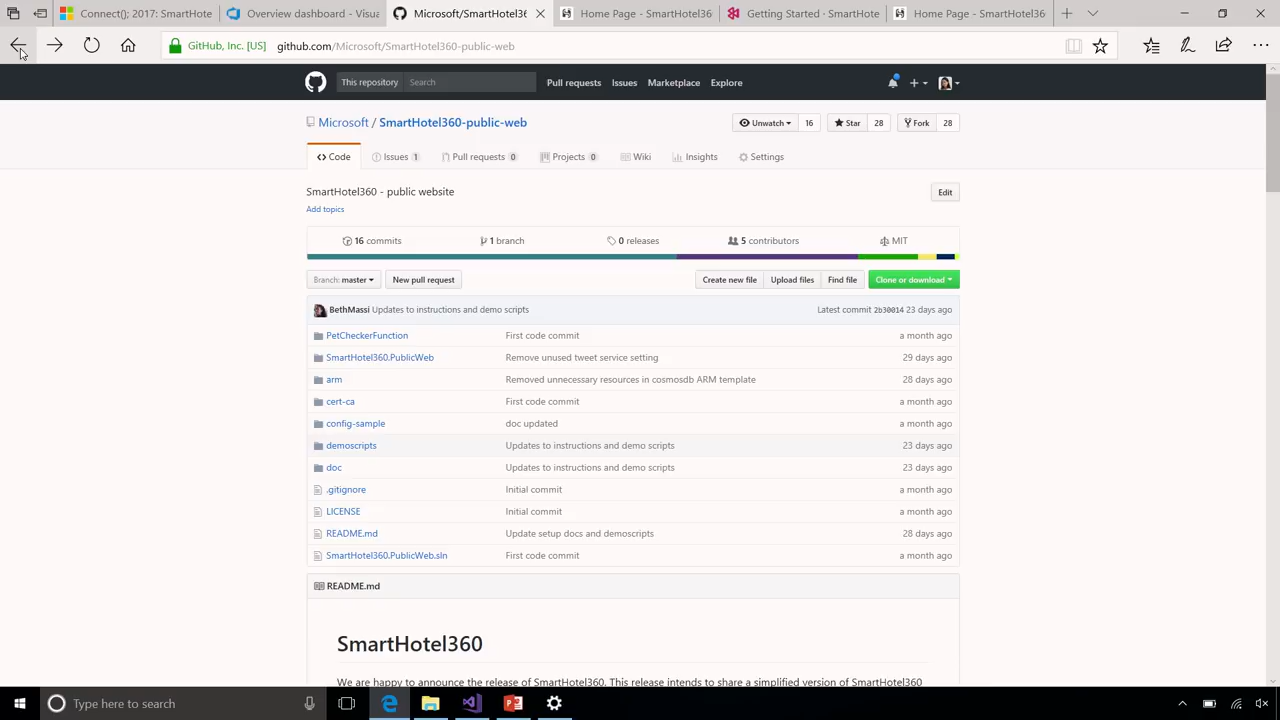 Connect(); 2017: SmartHote
Overview dashboard - Visua
Microsoft/SmartHotel36
Home Page - SmartHotel36
Getting Started - SmartHote
Home Page - SmartHotel36
GitHub, Inc. [US] github.com/Microsoft/SmartHotel360-public-web
This repository Search Pull requests Issues Marketplace Explore
Microsoft / SmartHotel360-public-web Unwatch 16 Star 28 Fork 28
Code Issues 1 Pull requests 0 Projects 0 Wiki Insights Settings
SmartHotel360 - public website Edit
Add topics
16 commits 1 branch 0 releases 5 contributors MIT
Branch: master New pull request Create new file Upload files Find file Clone or download
BethMassi Updates to instructions and demo scripts Latest commit 2b30014 23 days ago
PetCheckerFunction First code commit a month ago
SmartHotel360.PublicWeb Remove unused tweet service setting 29 days ago
arm Removed unnecessary resources in cosmosdb ARM template 28 days ago
cert-ca First code commit a month ago
config-sample doc updated a month ago
demoscripts Updates to instructions and demo scripts 23 days ago
doc Updates to instructions and demo scripts 23 days ago
.gitignore Initial commit a month ago
LICENSE Initial commit a month ago
README.md Update setup docs and demoscripts 28 days ago
SmartHotel360.PublicWeb.sln First code commit a month ago
README.md
SmartHotel360
We are happy to announce the release of SmartHotel360. This release intends to share a simplified version of SmartHotel360
Type here to search